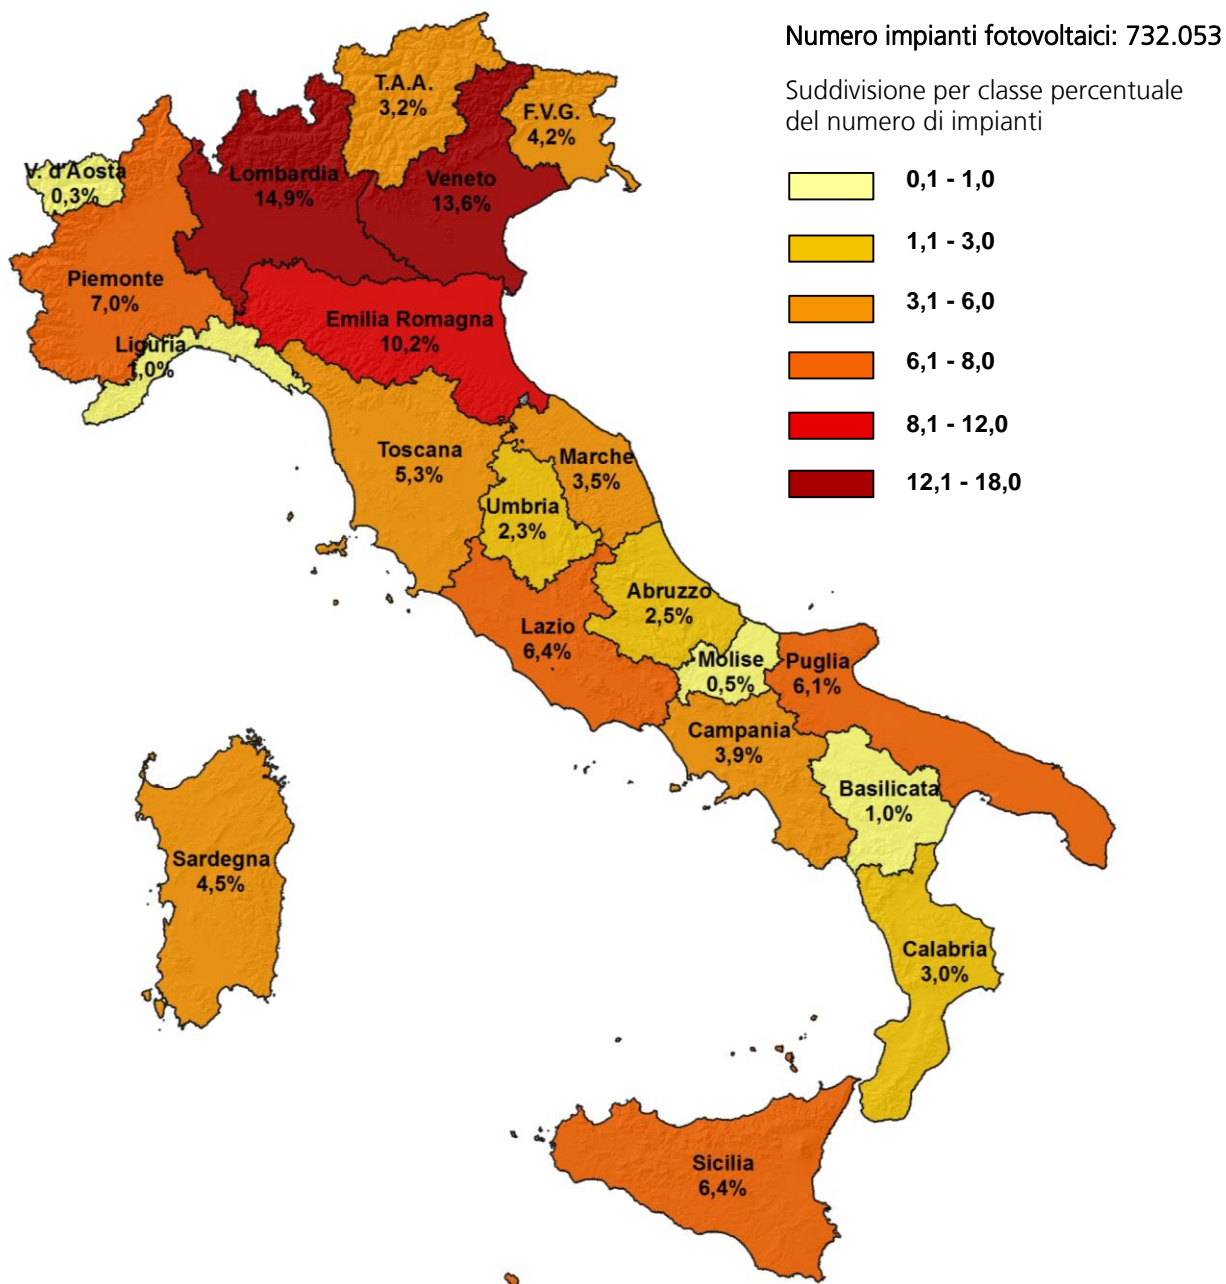 Numero impianti fotovoltaici: 732.053
Suddivisione per classe percentuale
del numero di impianti
0,1 - 1,0
1,1 - 3,0
3,1 - 6,0
6,1 - 8,0
8,1 - 12,0
12,1 - 18,0
T.A.A.
3,2%
F.V.G.
4,2%
V. d'Aosta
0,3%
Lombardia
14,9%
Veneto
13,6%
Piemonte
7,0%
Emilia Romagna
10,2%
Liguria
1,0%
Toscana
5,3%
Marche
3,5%
Umbria
2,3%
Abruzzo
2,5%
Lazio
6,4%
Molise
0,5%
Puglia
6,1%
Campania
3,9%
Basilicata
1,0%
Sardegna
4,5%
Calabria
3,0%
Sicilia
6,4%